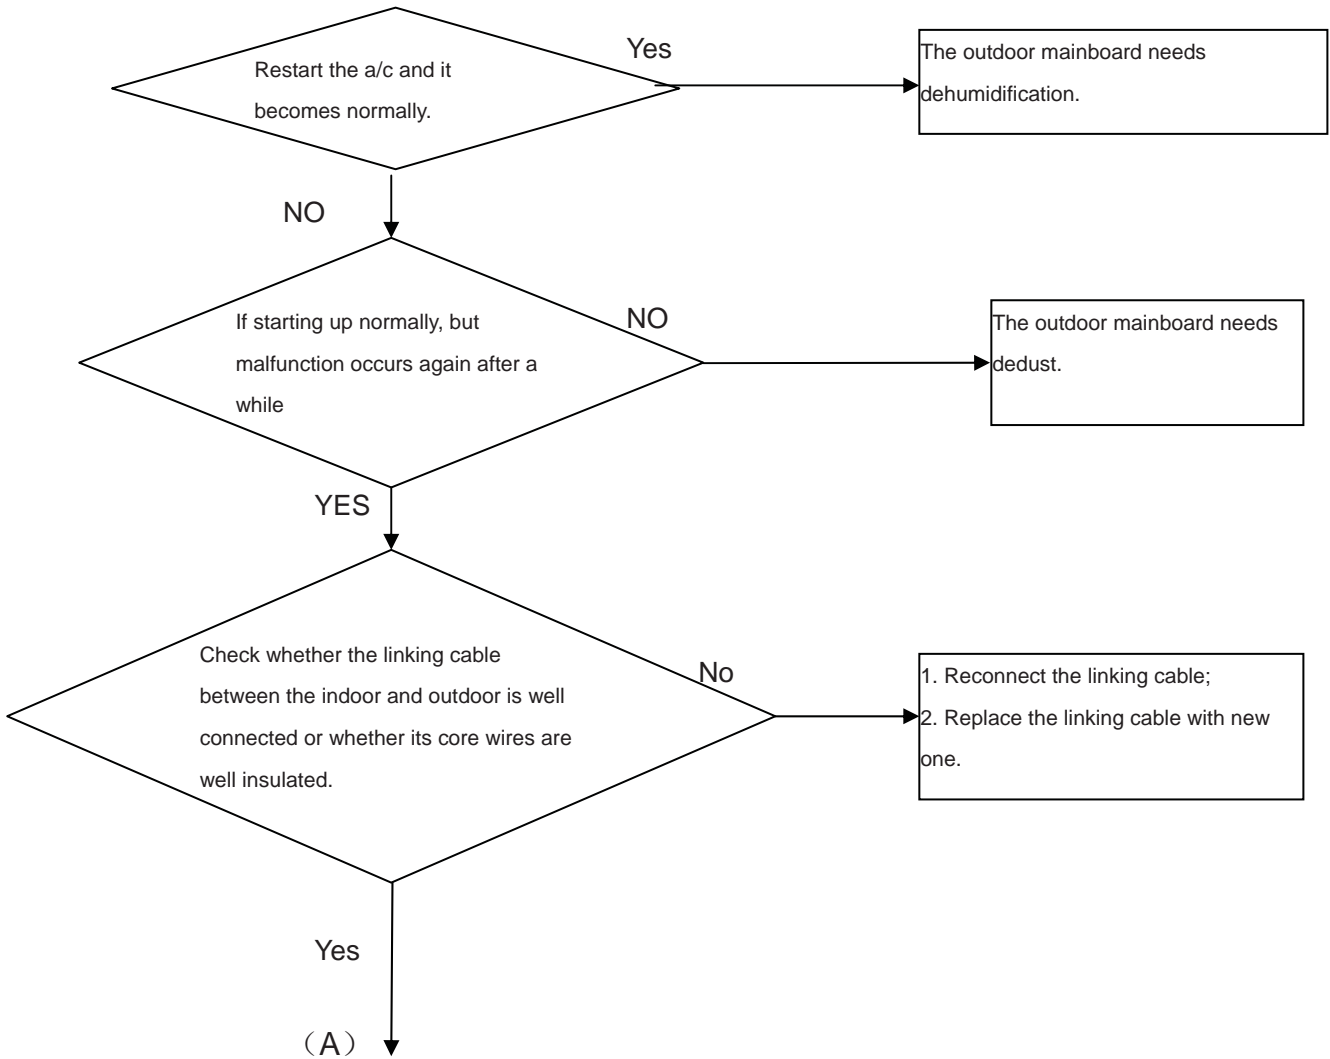 Yes
Restart the a/c and it
becomes normally.
The outdoor mainboard needs
dehumidification.
NO
If starting up normally, but
malfunction occurs again after a
while
NO
The outdoor mainboard needs
dedust.
YES
Check whether the linking cable
between the indoor and outdoor is well
connected or whether its core wires are
well insulated.
No
1. Reconnect the linking cable;
2. Replace the linking cable with new
one.
Yes
（A）